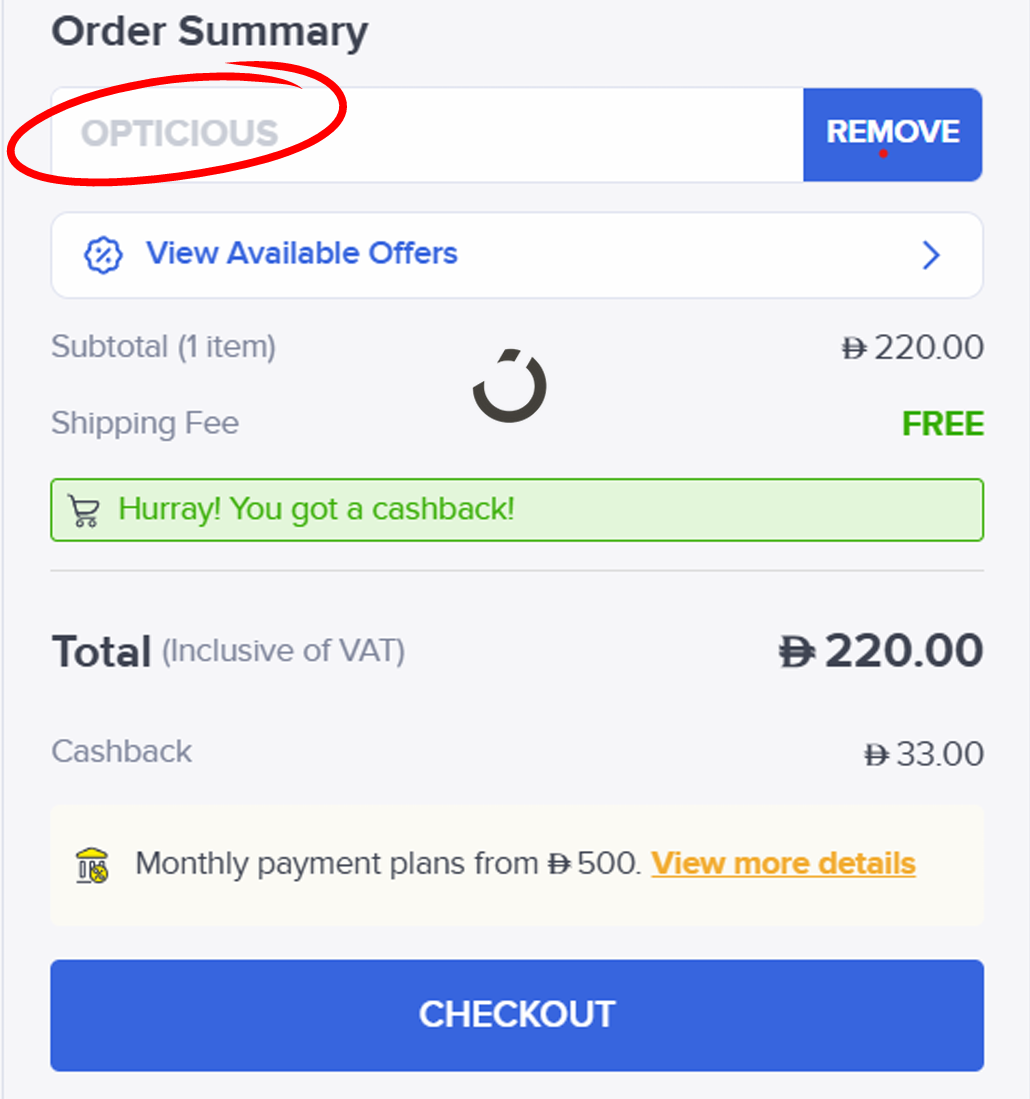 Order Summary
OPTICIOUS
REMOVE
View Available Offers
Subtotal (1 item)
220.00
Shipping Fee
FREE
Hurray! You got a cashback!
Total (Inclusive of VAT)
220.00
Cashback
33.00
Monthly payment plans from 500. View more details
CHECKOUT